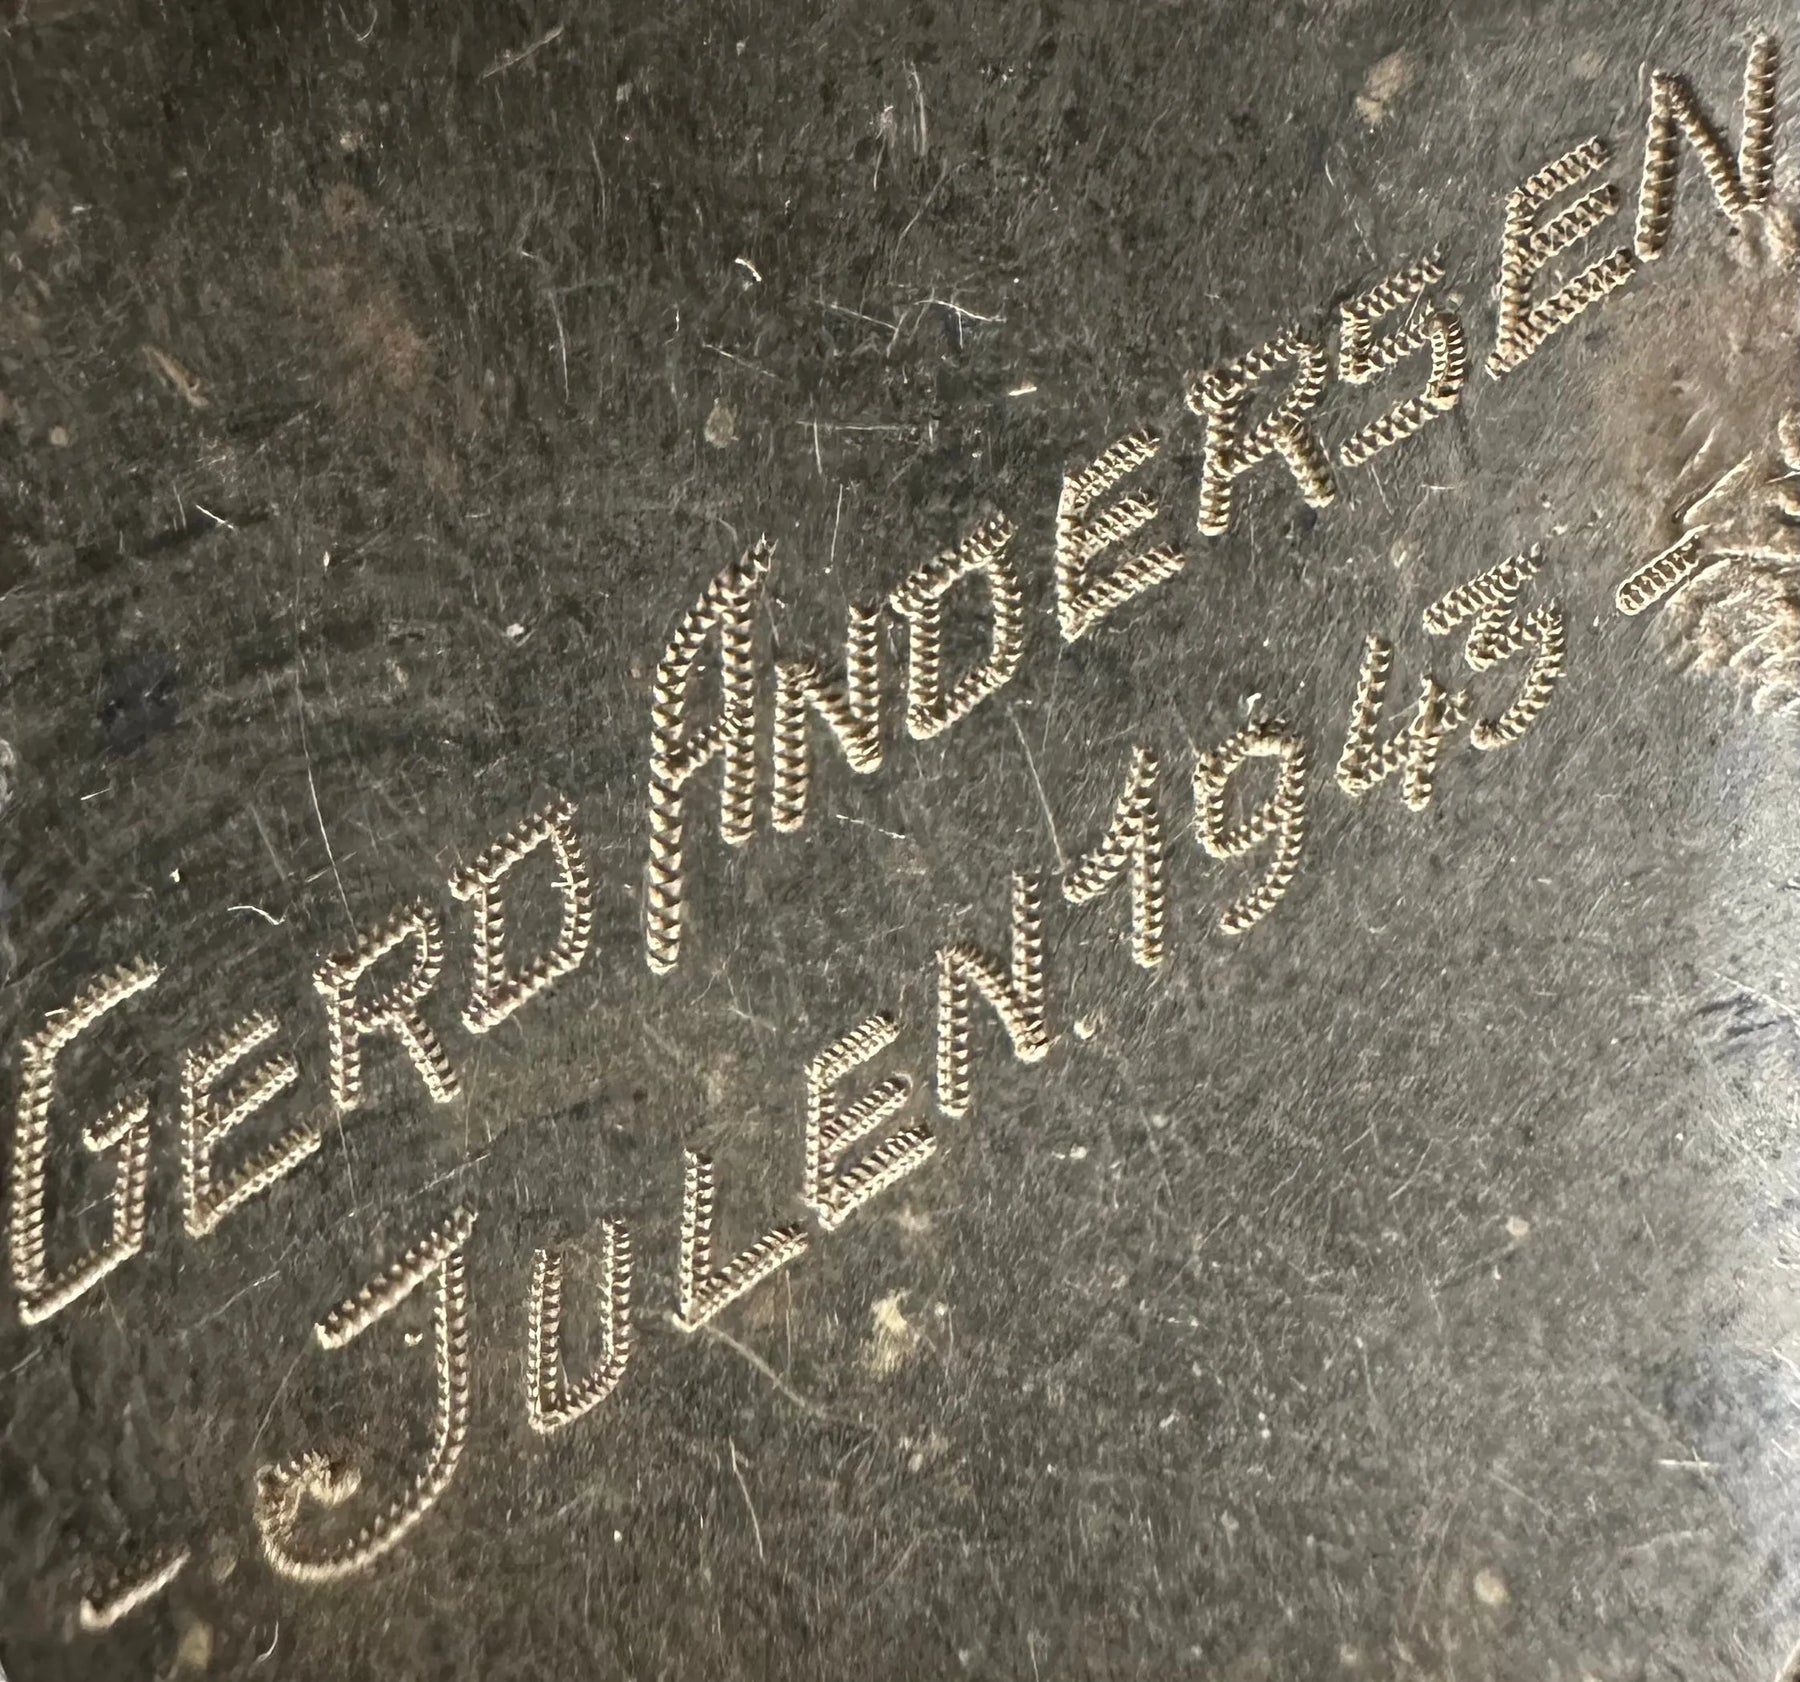 GERD ANDERSEN
- JULEN 1943 -